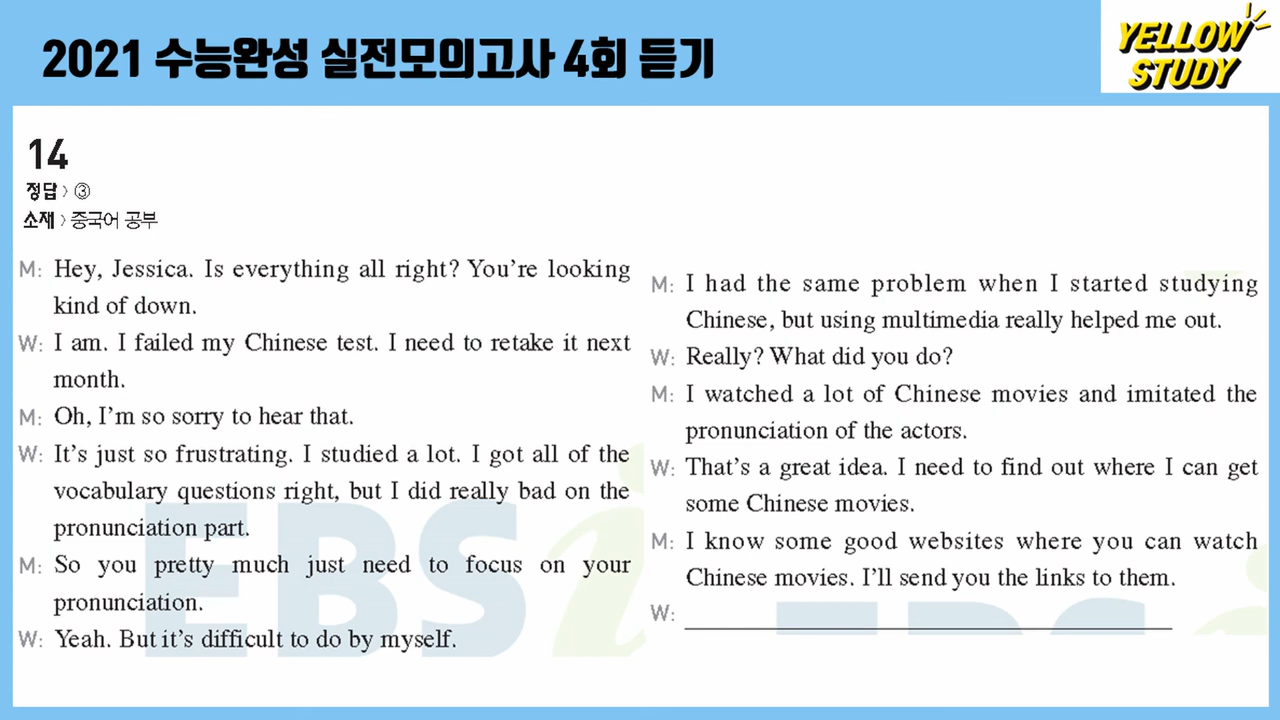 2021 수능완성 실전모의고사 4회 듣기
YELLOW
STUDY
14
정답 > ③
소재 > 중국어 공부
M: Hey, Jessica. Is everything all right? You're looking
kind of down.
W: I am. I failed my Chinese test. I need to retake it next
month.
M: Oh, I'm so sorry to hear that.
W: It's just so frustrating. I studied a lot. I got all of the
vocabulary questions right, but I did really bad on the
pronunciation part.
M: So you pretty much just need to focus on your
pronunciation.
W: Yeah. But it's difficult to do by myself.
M: I had the same problem when I started studying
Chinese, but using multimedia really helped me out.
W: Really? What did you do?
M: I watched a lot of Chinese movies and imitated the
pronunciation of the actors.
W: That's a great idea. I need to find out where I can get
some Chinese movies.
M: I know some good websites where you can watch
Chinese movies. I'll send you the links to them.
W:
EBSi
EBSi